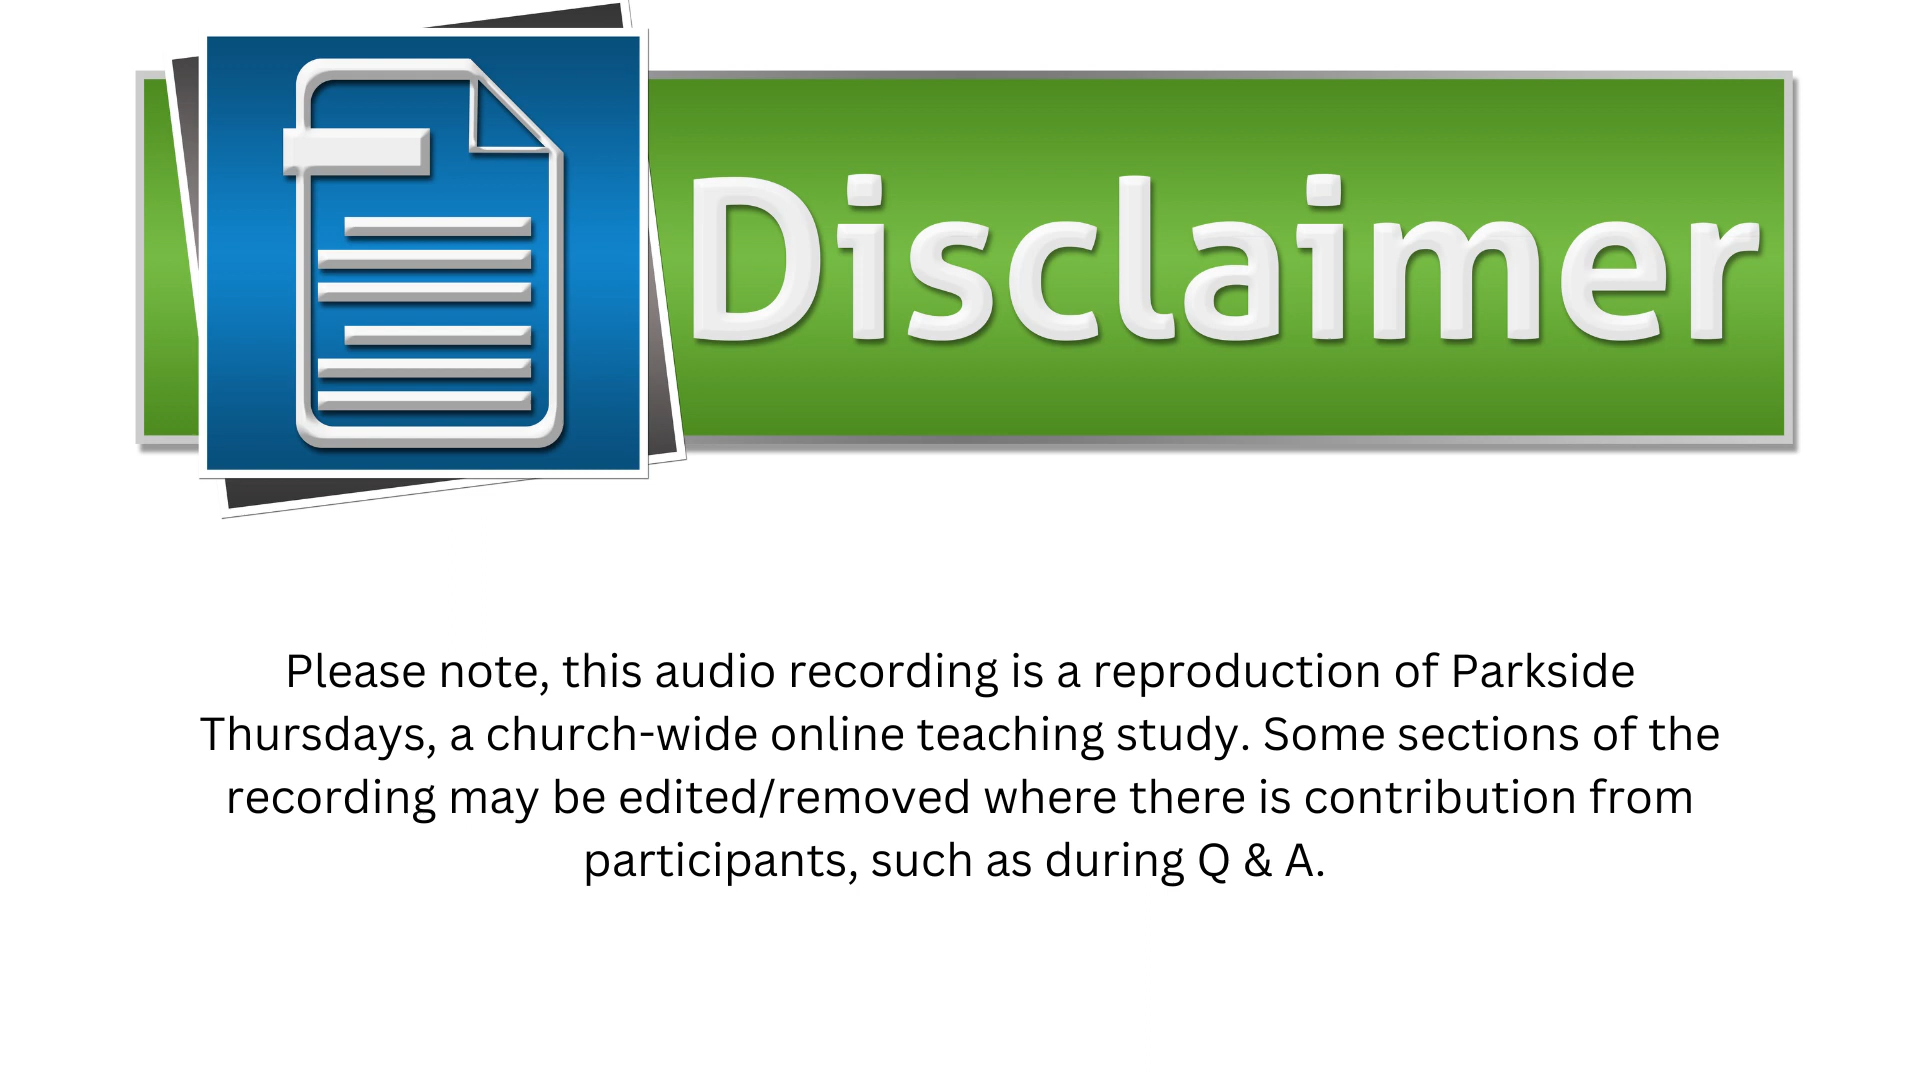 Disclaimer
Please note, this audio recording is a reproduction of Parkside
Thursdays, a church-wide online teaching study. Some sections of the
recording may be edited/removed where there is contribution from
participants, such as during Q & A.